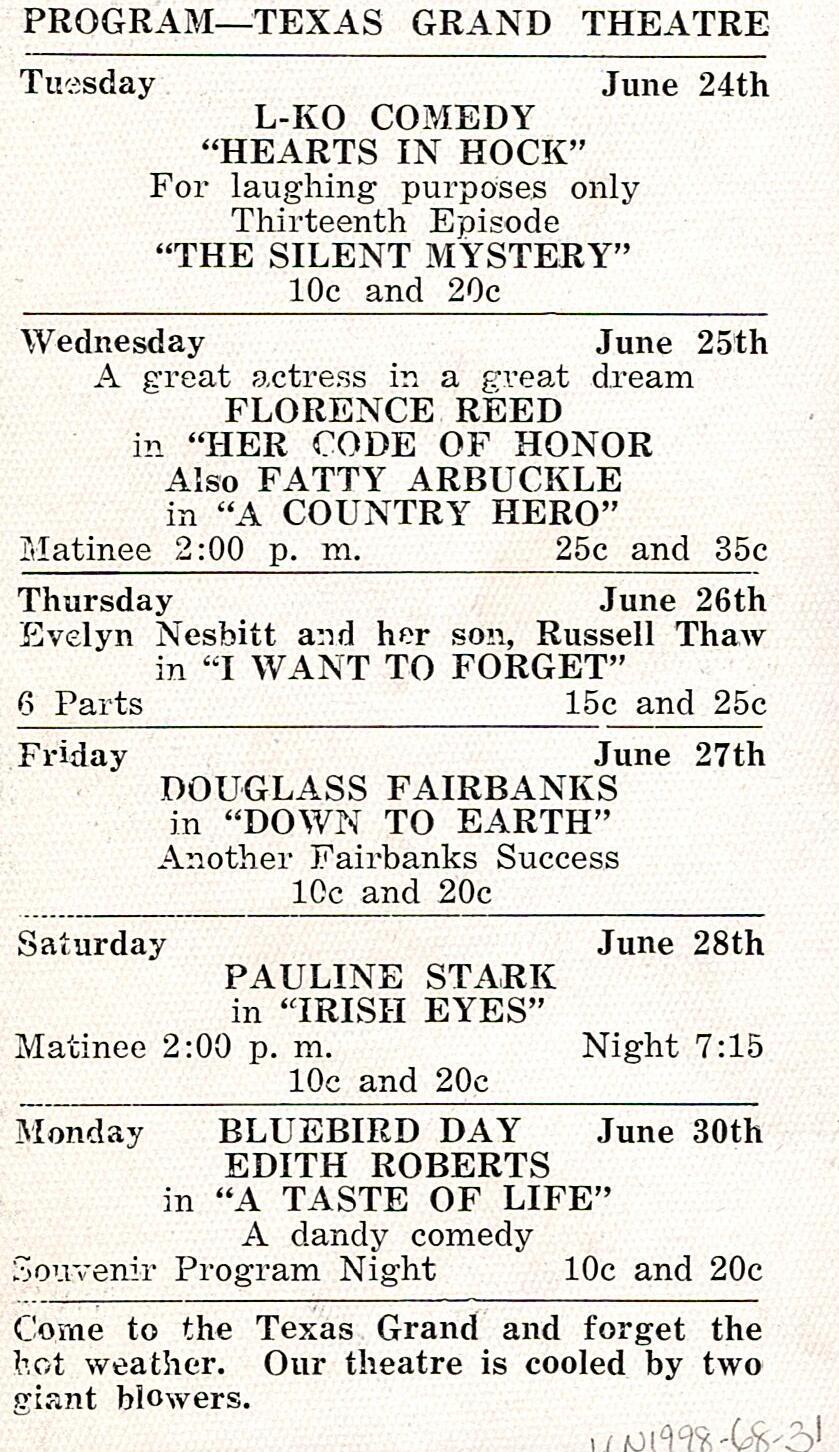 PROGRAM—TEXAS GRAND THEATRE
Tuesday June 24th
L-KO COMEDY
“HEARTS IN HOCK”
For laughing purposes only
Thirteenth Episode
“THE SILENT MYSTERY”
10c and 20c
Wednesday June 25th
A great actress in a great dream
FLORENCE REED
in “HER CODE OF HONOR
Also FATTY ARBUCKLE
in “A COUNTRY HERO”
Matinee 2:00 p. m. 25c and 35c
Thursday June 26th
Evelyn Nesbitt and her son, Russell Thaw
in “I WANT TO FORGET”
6 Parts 15c and 25c
Friday June 27th
DOUGLASS FAIRBANKS
in “DOWN TO EARTH”
Another Fairbanks Success
10c and 20c
Saturday June 28th
PAULINE STARK
in “IRISH EYES”
Matinee 2:00 p. m. Night 7:15
10c and 20c
Monday BLUEBIRD DAY June 30th
EDITH ROBERTS
in “A TASTE OF LIFE”
A dandy comedy
Souvenir Program Night 10c and 20c
Come to the Texas Grand and forget the
hot weather. Our theatre is cooled by two
giant blowers.